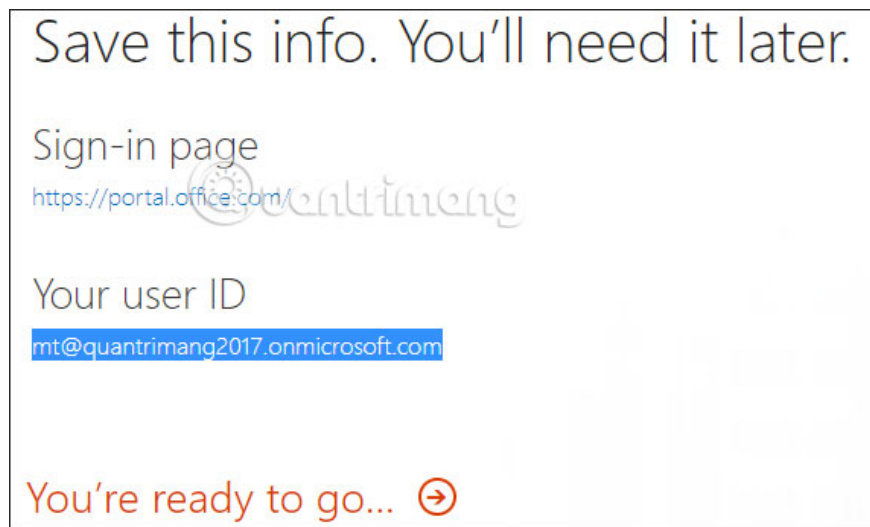 Save this info. You'll need it later.
Sign-in page
https://portal.office.com/
Quantrimang
Your user ID
mt@quantrimang2017.onmicrosoft.com
You're ready to go...